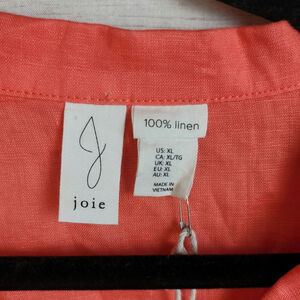 J
joie
100% linen
US: XL
CA: XL/TG
UK: XL
EU: XL
AU: XL
MADE IN
VIETNAM